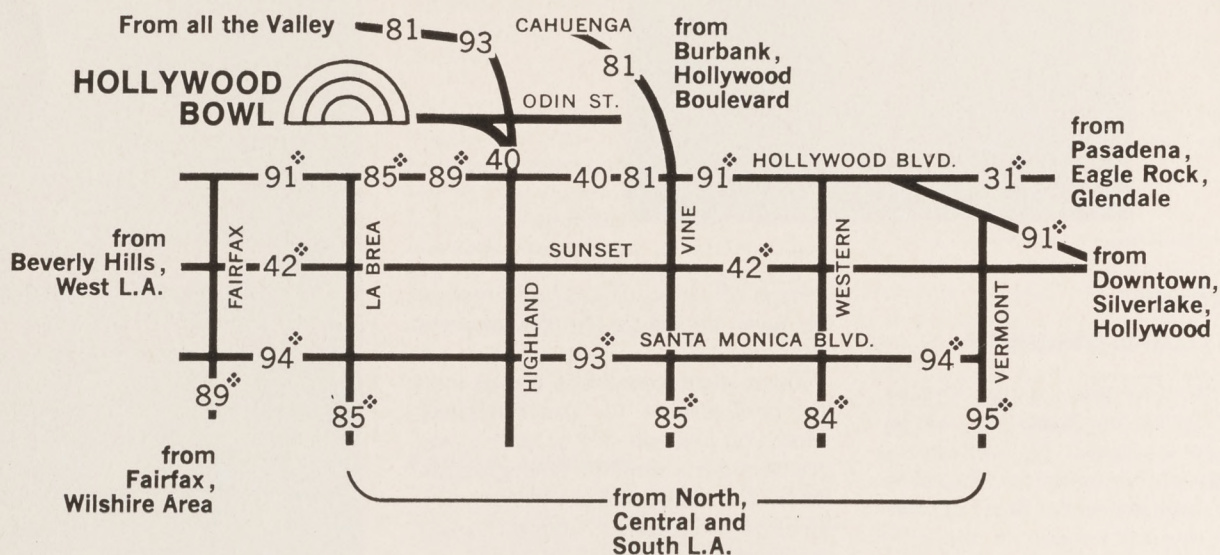 From all the Valley
81
93
CAHUENGA
81
from
Burbank,
Hollywood
Boulevard
HOLLYWOOD
BOWL
ODIN ST.
40
91❖
85❖
89❖
40
81
91❖
HOLLYWOOD BLVD.
31❖
from
Pasadena,
Eagle Rock,
Glendale
91❖
from
Beverly Hills,
West L.A.
FAIRFAX
42❖
LA BREA
SUNSET
VINE
42❖
WESTERN
from
Downtown,
Silverlake,
Hollywood
94❖
HIGHLAND
93❖
SANTA MONICA BLVD.
94❖
VERMONT
89❖
85❖
85❖
84❖
95❖
from
Fairfax,
Wilshire Area
from North,
Central and
South L.A.